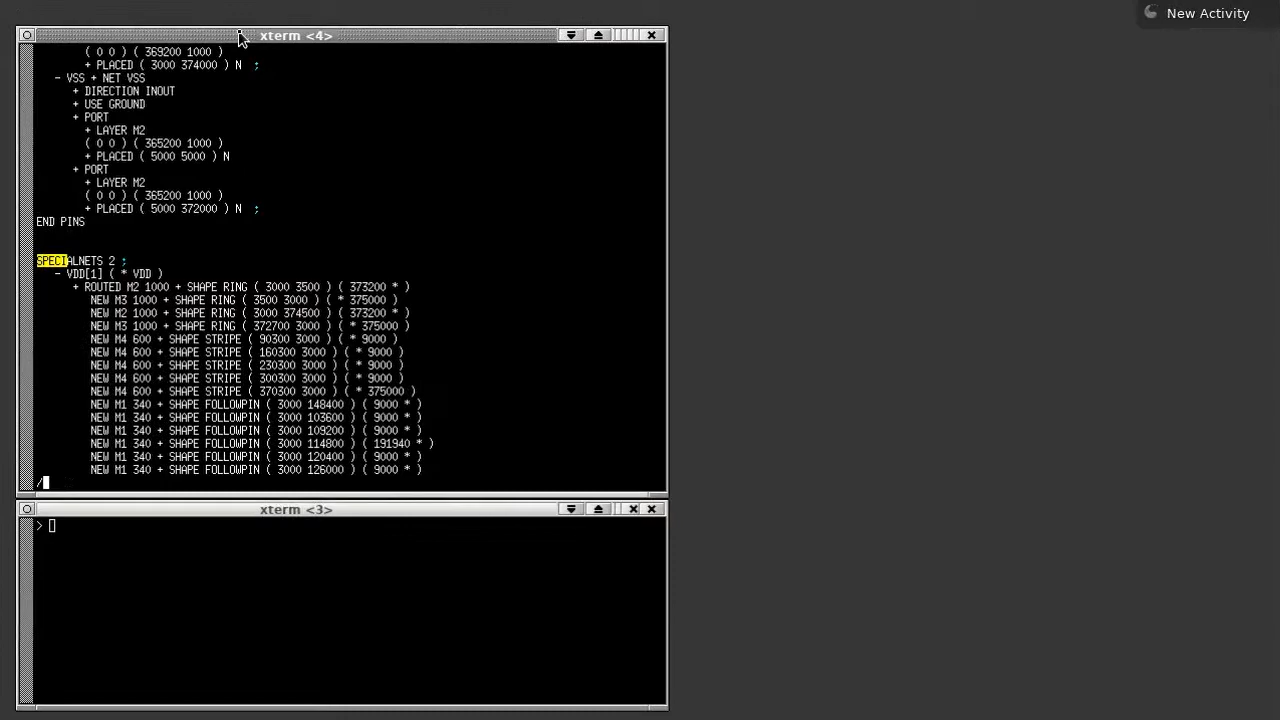 New Activity
xterm <4>
( 0 0 ) ( 369200 1000 )
+ PLACED ( 3000 374000 ) N  ;
- VSS + NET VSS
+ DIRECTION INOUT
+ USE GROUND
+ PORT
+ LAYER M2
( 0 0 ) ( 365200 1000 )
+ PLACED ( 5000 5000 ) N
+ PORT
+ LAYER M2
( 0 0 ) ( 365200 1000 )
+ PLACED ( 5000 372000 ) N  ;
END PINS
SPECIALNETS 2 ;
- VDD[1] ( * VDD )
+ ROUTED M2 1000 + SHAPE RING ( 3000 3500 ) ( 373200 * )
NEW M3 1000 + SHAPE RING ( 3500 3000 ) ( * 375000 )
NEW M2 1000 + SHAPE RING ( 3000 374500 ) ( 373200 * )
NEW M3 1000 + SHAPE RING ( 372700 3000 ) ( * 375000 )
NEW M4 600 + SHAPE STRIPE ( 90300 3000 ) ( * 9000 )
NEW M4 600 + SHAPE STRIPE ( 160300 3000 ) ( * 9000 )
NEW M4 600 + SHAPE STRIPE ( 230300 3000 ) ( * 9000 )
NEW M4 600 + SHAPE STRIPE ( 300300 3000 ) ( * 9000 )
NEW M4 600 + SHAPE STRIPE ( 370300 3000 ) ( * 375000 )
NEW M1 340 + SHAPE FOLLOWPIN ( 3000 148400 ) ( 9000 * )
NEW M1 340 + SHAPE FOLLOWPIN ( 3000 103600 ) ( 9000 * )
NEW M1 340 + SHAPE FOLLOWPIN ( 3000 109200 ) ( 9000 * )
NEW M1 340 + SHAPE FOLLOWPIN ( 3000 114800 ) ( 191940 * )
NEW M1 340 + SHAPE FOLLOWPIN ( 3000 120400 ) ( 9000 * )
NEW M1 340 + SHAPE FOLLOWPIN ( 3000 126000 ) ( 9000 * )
/
xterm <3>
>